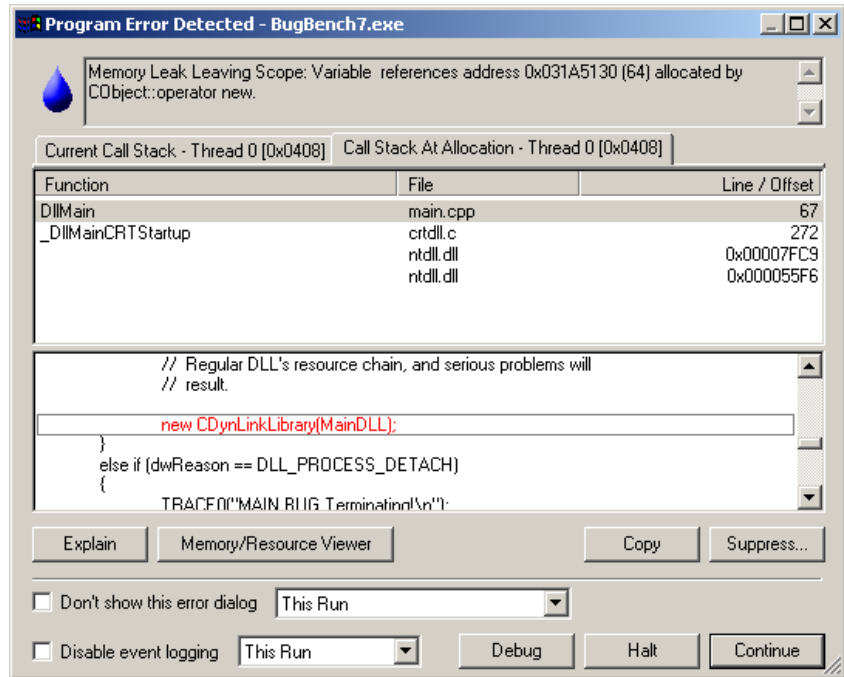 Program Error Detected - BugBench7.exe
Memory Leak Leaving Scope: Variable  references address 0x031A5130 (64) allocated by
CObject::operator new.
Current Call Stack - Thread 0 [0x0408] Call Stack At Allocation - Thread 0 [0x0408]
Function File Line / Offset
DllMain main.cpp 67
_DllMainCRTStartup crtdll.c 272
ntdll.dll 0x00007FC9
ntdll.dll 0x000055F6
// Regular DLL's resource chain, and serious problems will
// result.
new CDynLinkLibrary(MainDLL);
}
else if (dwReason == DLL_PROCESS_DETACH)
{
TRACE0("MAIN BUG Terminating!\n");
Explain Memory/Resource Viewer Copy Suppress...
Don't show this error dialog This Run
Disable event logging This Run Debug Halt Continue